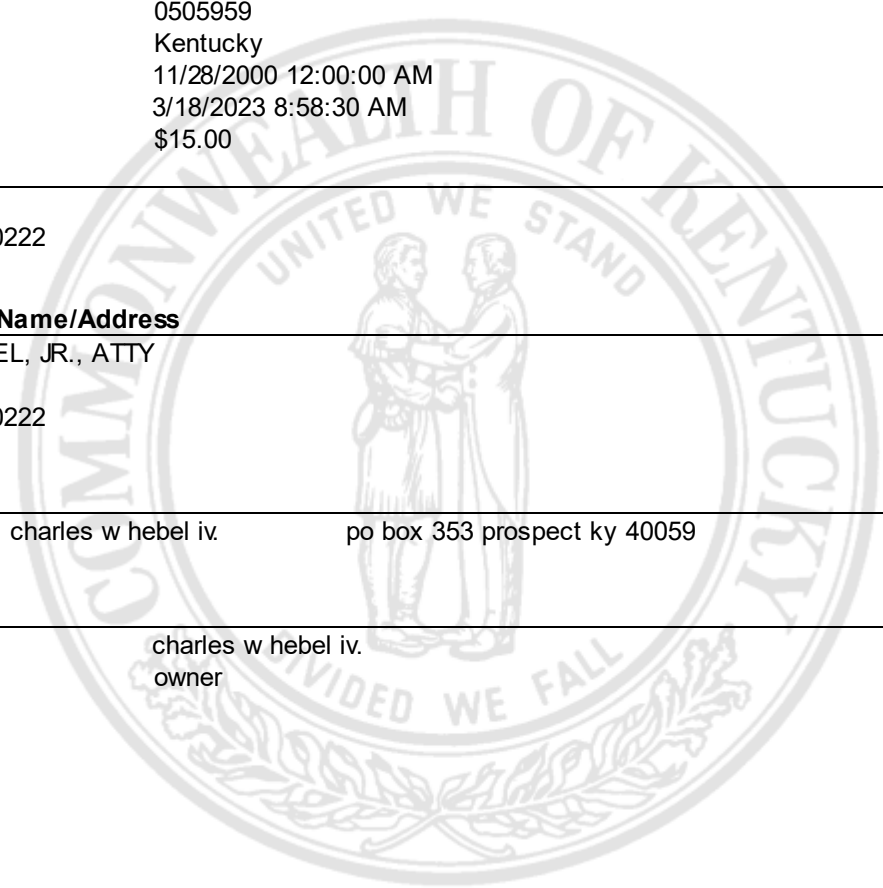 0505959
Kentucky
11/28/2000 12:00:00 AM
3/18/2023 8:58:30 AM
$15.00
0222
Name/Address
EL, JR., ATTY
0222
charles w hebel iv. po box 353 prospect ky 40059
charles w hebel iv.
owner
COMMONWEALTH OF KENTUCKY
UNITED WE STAND
DIVIDED WE FALL